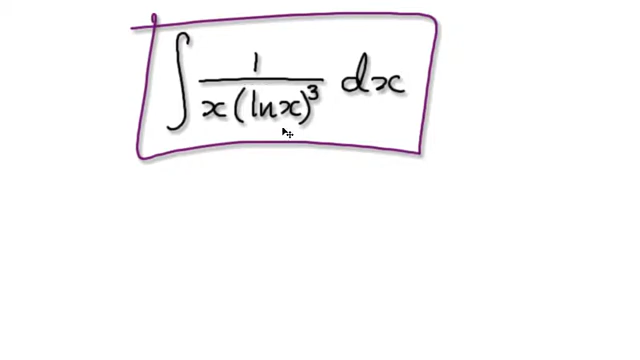 ∫ 1/(x(lnx)³) dx